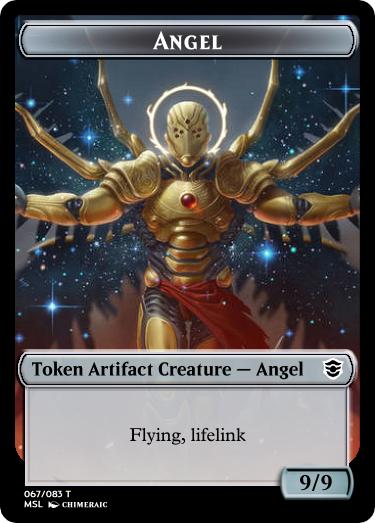 ANGEL
Token Artifact Creature — Angel
Flying, lifelink
9/9
067/083 T
MSL CHIMERAIC